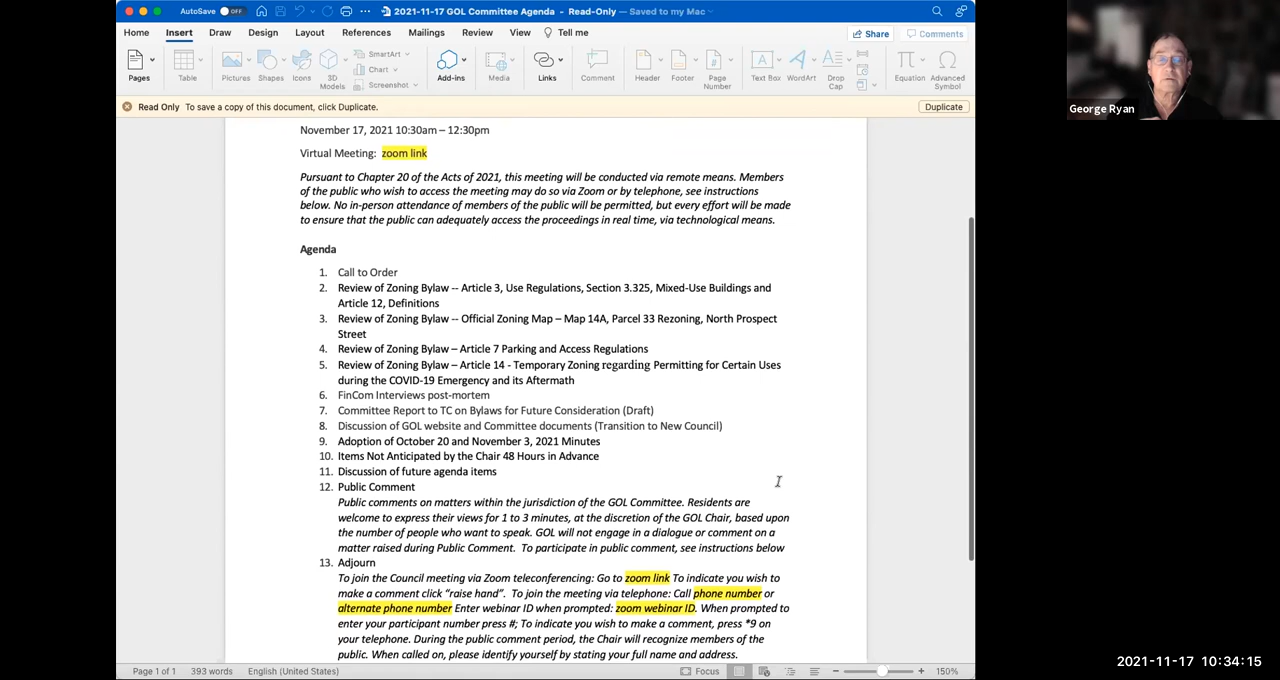 AutoSave OFF 2021-11-17 GOL Committee Agenda - Read-Only — Saved to my Mac
Home Insert Draw Design Layout References Mailings Review View Tell me Share Comments
Pages Table Pictures Shapes Icons 3D Models SmartArt Chart Screenshot Add-ins Media Links Comment Header Footer Page Number Text Box WordArt Drop Cap Equation Advanced Symbol
Read Only To save a copy of this document, click Duplicate. Duplicate
November 17, 2021 10:30am – 12:30pm
Virtual Meeting: zoom link
Pursuant to Chapter 20 of the Acts of 2021, this meeting will be conducted via remote means. Members
of the public who wish to access the meeting may do so via Zoom or by telephone, see instructions
below. No in-person attendance of members of the public will be permitted, but every effort will be made
to ensure that the public can adequately access the proceedings in real time, via technological means.
Agenda
1. Call to Order
2. Review of Zoning Bylaw -- Article 3, Use Regulations, Section 3.325, Mixed-Use Buildings and
Article 12, Definitions
3. Review of Zoning Bylaw -- Official Zoning Map – Map 14A, Parcel 33 Rezoning, North Prospect
Street
4. Review of Zoning Bylaw – Article 7 Parking and Access Regulations
5. Review of Zoning Bylaw – Article 14 - Temporary Zoning regarding Permitting for Certain Uses
during the COVID-19 Emergency and its Aftermath
6. FinCom Interviews post-mortem
7. Committee Report to TC on Bylaws for Future Consideration (Draft)
8. Discussion of GOL website and Committee documents (Transition to New Council)
9. Adoption of October 20 and November 3, 2021 Minutes
10. Items Not Anticipated by the Chair 48 Hours in Advance
11. Discussion of future agenda items
12. Public Comment
Public comments on matters within the jurisdiction of the GOL Committee. Residents are
welcome to express their views for 1 to 3 minutes, at the discretion of the GOL Chair, based upon
the number of people who want to speak. GOL will not engage in a dialogue or comment on a
matter raised during Public Comment. To participate in public comment, see instructions below
13. Adjourn
To join the Council meeting via Zoom teleconferencing: Go to zoom link To indicate you wish to
make a comment click “raise hand”. To join the meeting via telephone: Call phone number or
alternate phone number Enter webinar ID when prompted: zoom webinar ID. When prompted to
enter your participant number press #; To indicate you wish to make a comment, press *9 on
your telephone. During the public comment period, the Chair will recognize members of the
public. When called on, please identify yourself by stating your full name and address.
Page 1 of 1 393 words English (United States) Focus 150%
George Ryan
2021-11-17 10:34:15